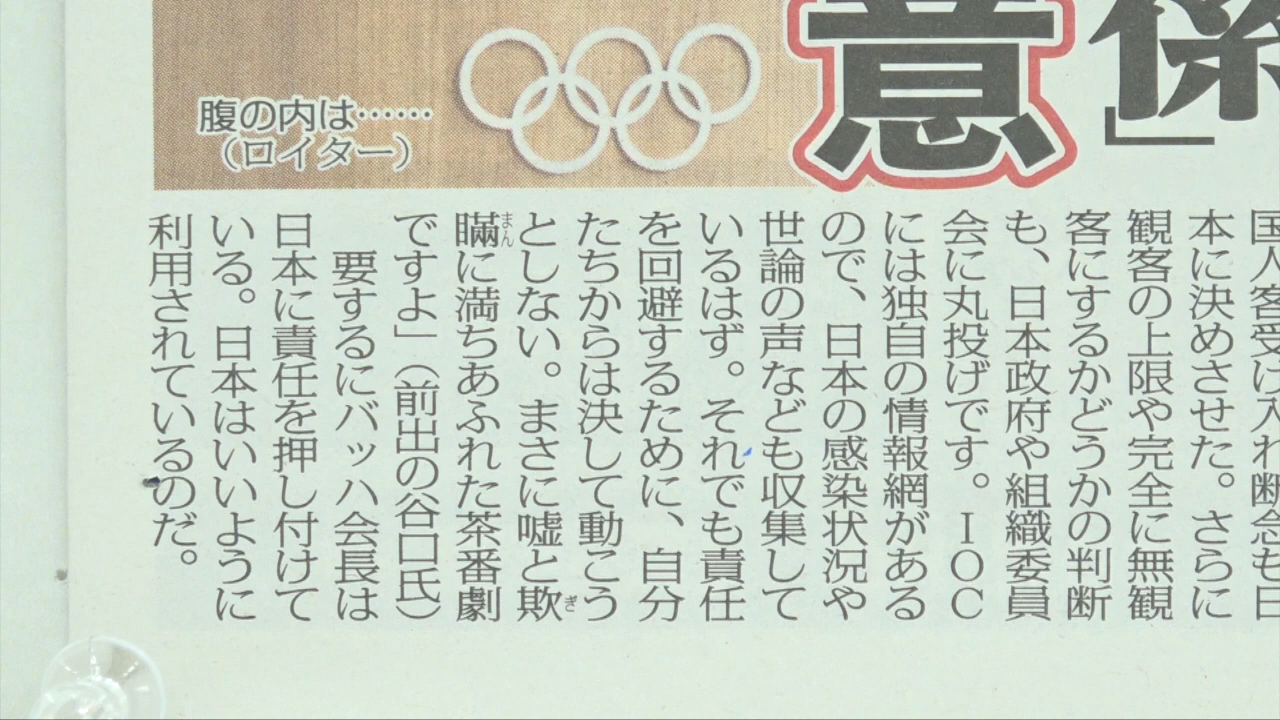 係」
意
腹の内は……
（ロイター）
国人客受け入れ断念も日
本に決めさせた。さらに
観客の上限や完全に無観
客にするかどうかの判断
も、日本政府や組織委員
会に丸投げです。ＩＯＣ
には独自の情報網がある
ので、日本の感染状況や
世論の声なども収集して
いるはず。それでも責任
を回避するために、自分
たちからは決して動こう
としない。まさに嘘と欺ぎ
瞞まんに満ちあふれた茶番劇
ですよ」（前出の谷口氏）
要するにバッハ会長は
日本に責任を押し付けて
いる。日本はいいように
利用されているのだ。